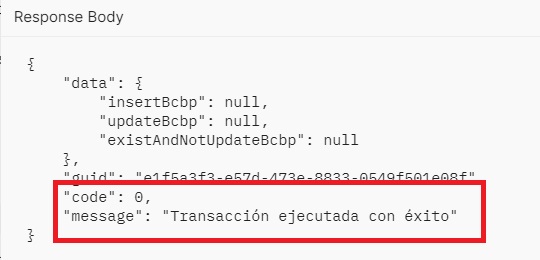 Response Body
{
"data": {
"insertBcbp": null,
"updateBcbp": null,
"existAndNotUpdateBcbp": null
},
"guid": "e1f5a3f3-e57d-473e-8833-0549f501e08f"
"code": 0,
"message": "Transacción ejecutada con éxito"
}